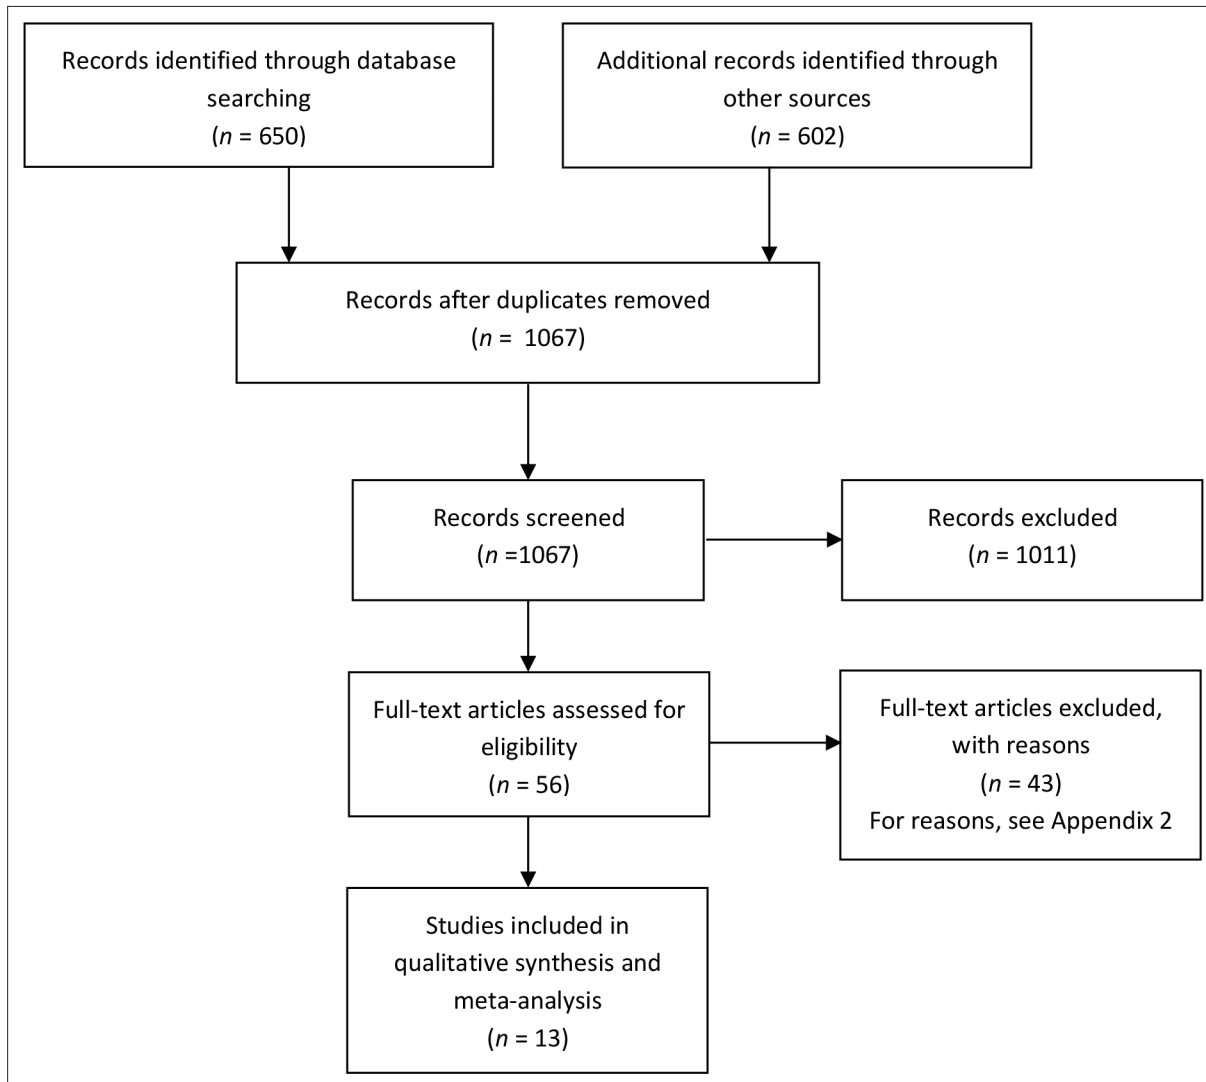 Records identified through database
searching
(n = 650)
Additional records identified through
other sources
(n = 602)
Records after duplicates removed
(n =  1067)
Records screened
(n =1067)
Records excluded
(n = 1011)
Full-text articles assessed for
eligibility
(n = 56)
Full-text articles excluded,
with reasons
(n = 43)
For reasons, see Appendix 2
Studies included in
qualitative synthesis and
meta-analysis
(n = 13)